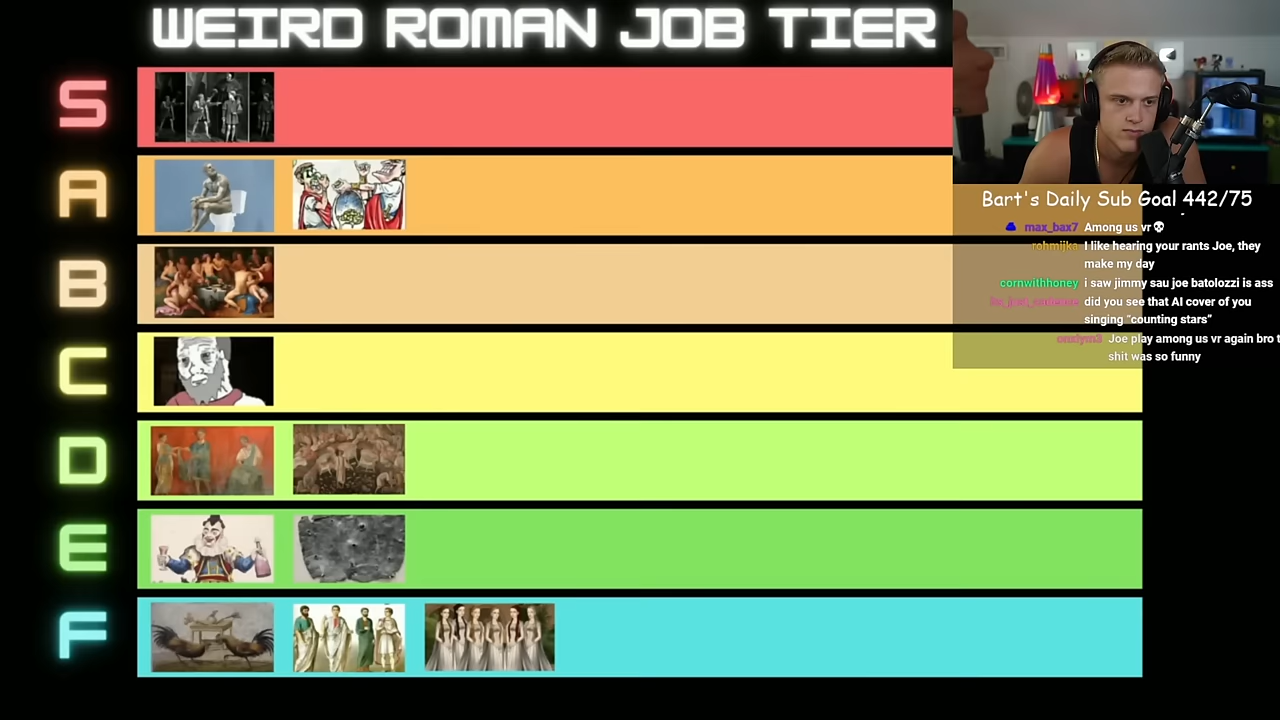 WEIRD ROMAN JOB TIER
S
A
B
C
D
E
F
Bart's Daily Sub Goal 442/75
max_bax7 Among us vr💀
rohmijka I like hearing your rants Joe, they
make my day
cornwithhoney i saw jimmy sau joe batolozzi is ass
did you see that AI cover of you
singing "counting stars"
Joe play among us vr again bro t
shit was so funny